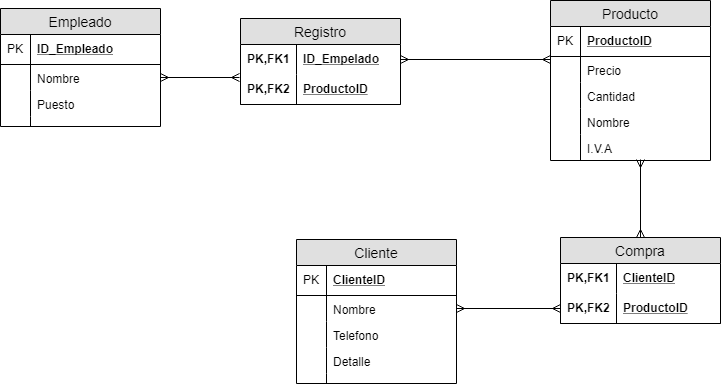 Empleado
PK ID_Empleado
Nombre
Puesto
Registro
PK,FK1 ID_Empelado
PK,FK2 ProductoID
Producto
PK ProductoID
Precio
Cantidad
Nombre
I.V.A
Cliente
PK ClienteID
Nombre
Telefono
Detalle
Compra
PK,FK1 ClienteID
PK,FK2 ProductoID